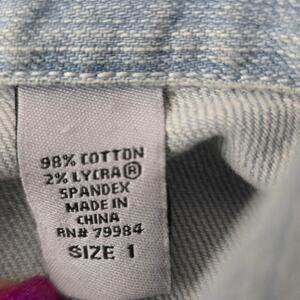 98% COTTON
2% LYCRA®
SPANDEX
MADE IN
CHINA
RN# 79984
SIZE 1